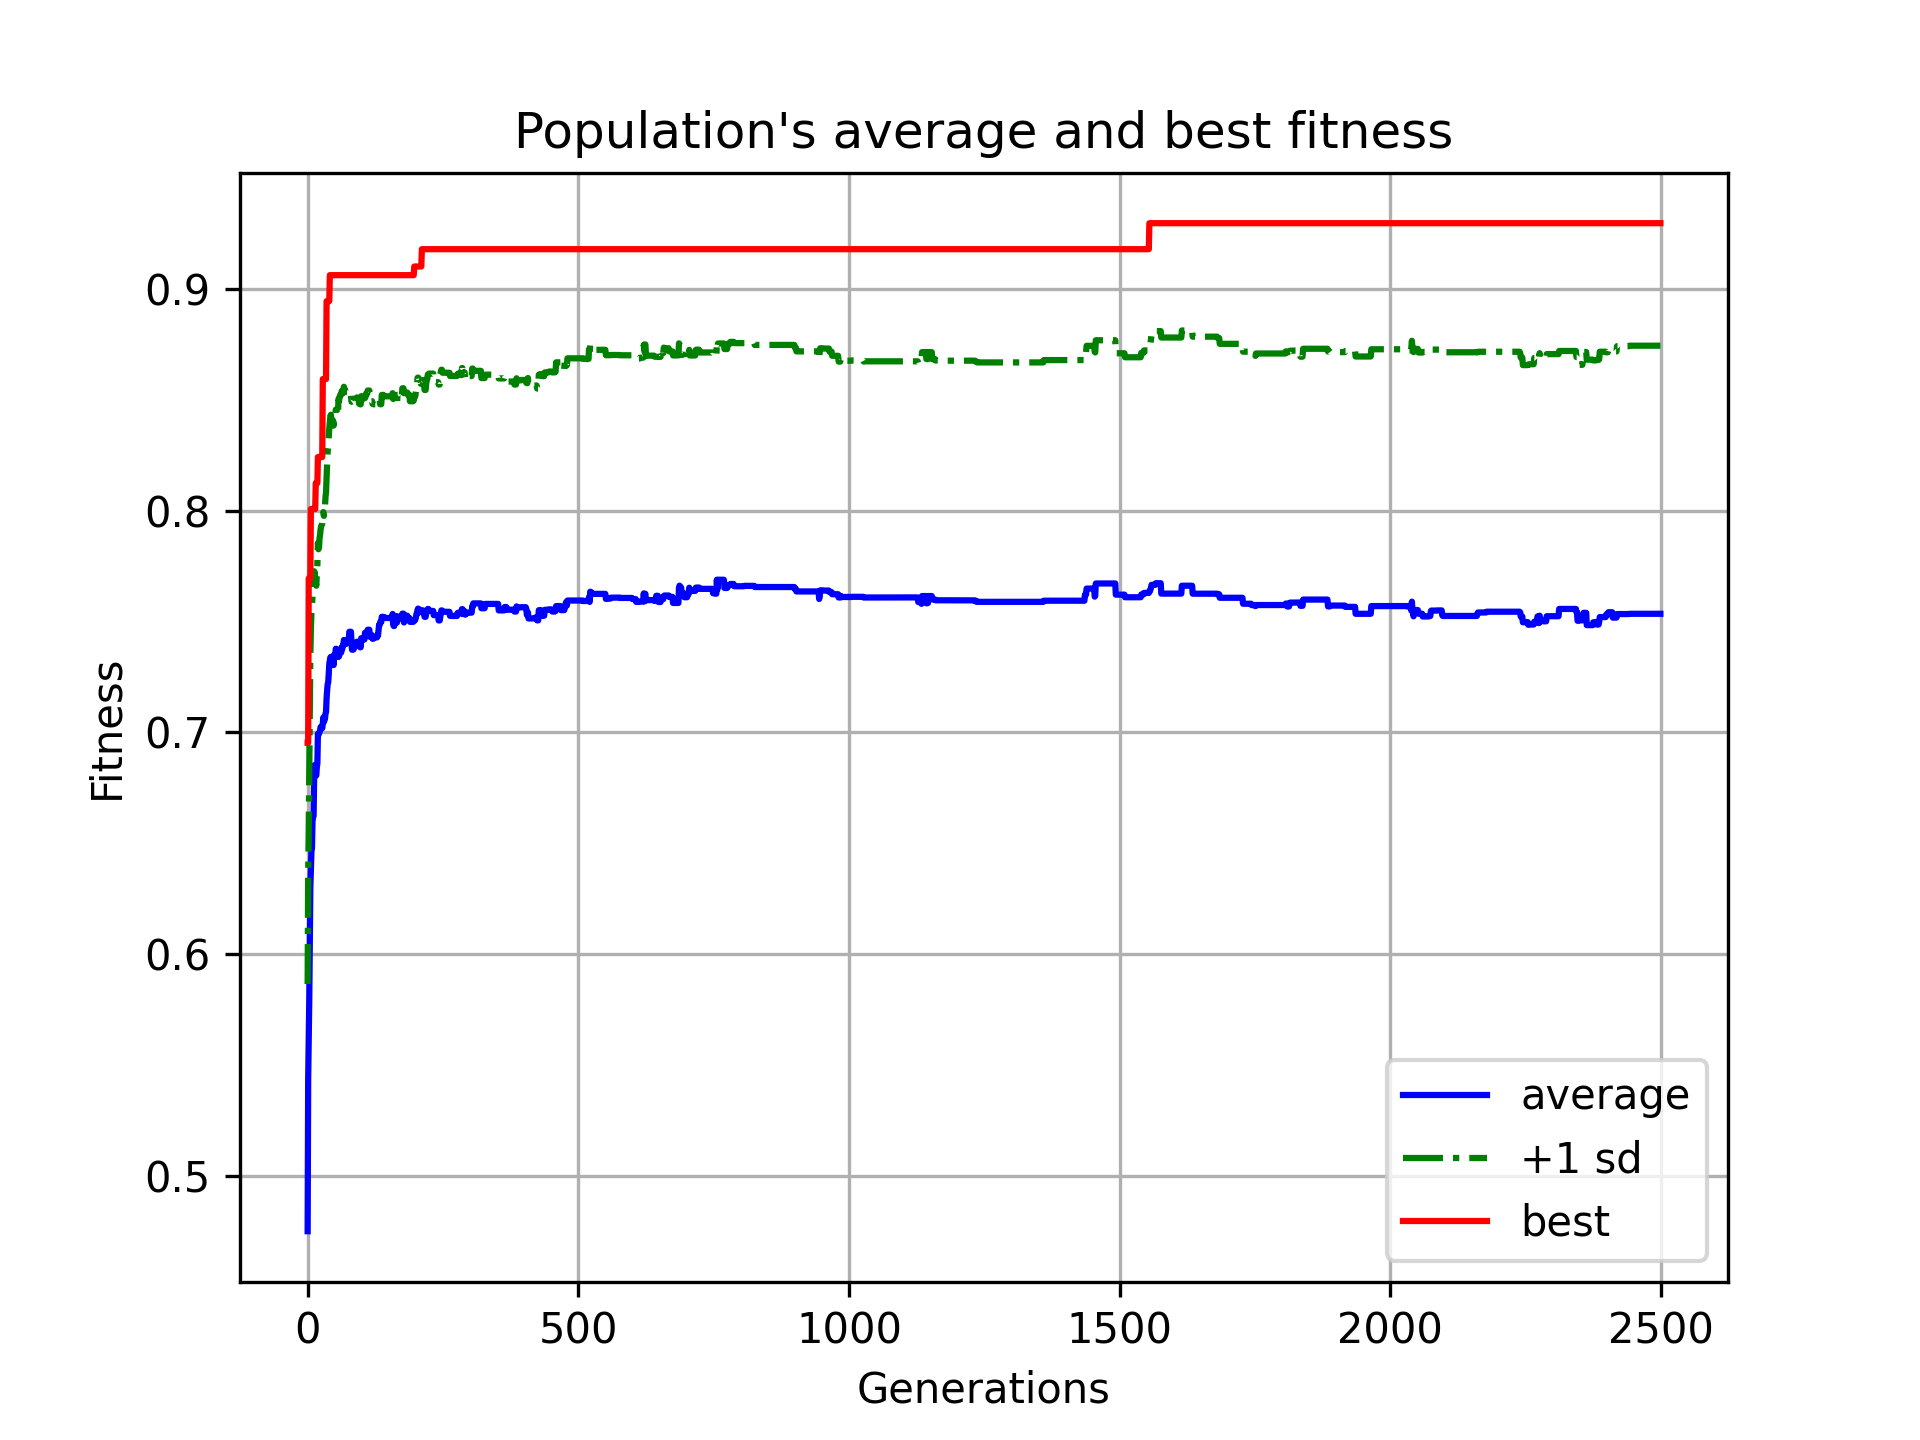 Population's average and best fitness
Fitness
0.9
0.8
0.7
0.6
0.5
average
+1 sd
best
0 500 1000 1500 2000 2500
Generations